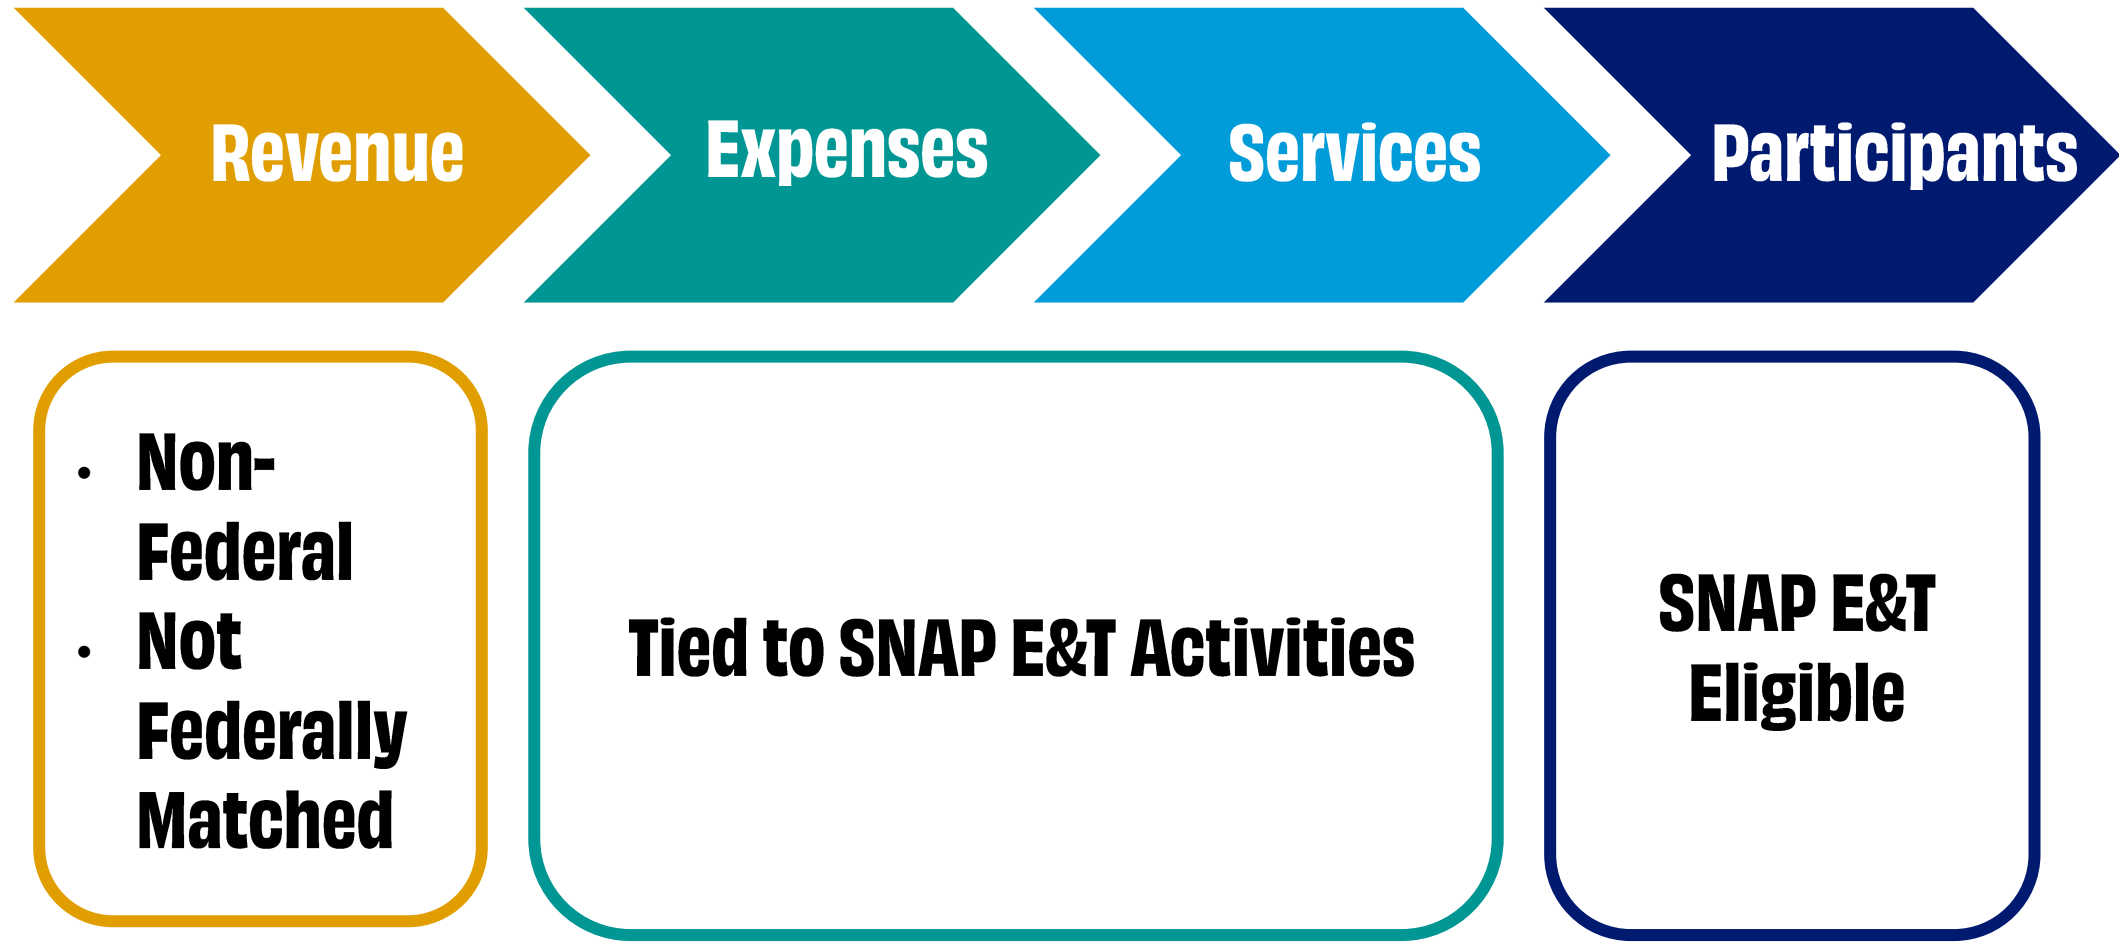 Revenue
Expenses
Services
Participants
• Non-
Federal
• Not
Federally
Matched
Tied to SNAP E&T Activities
SNAP E&T
Eligible